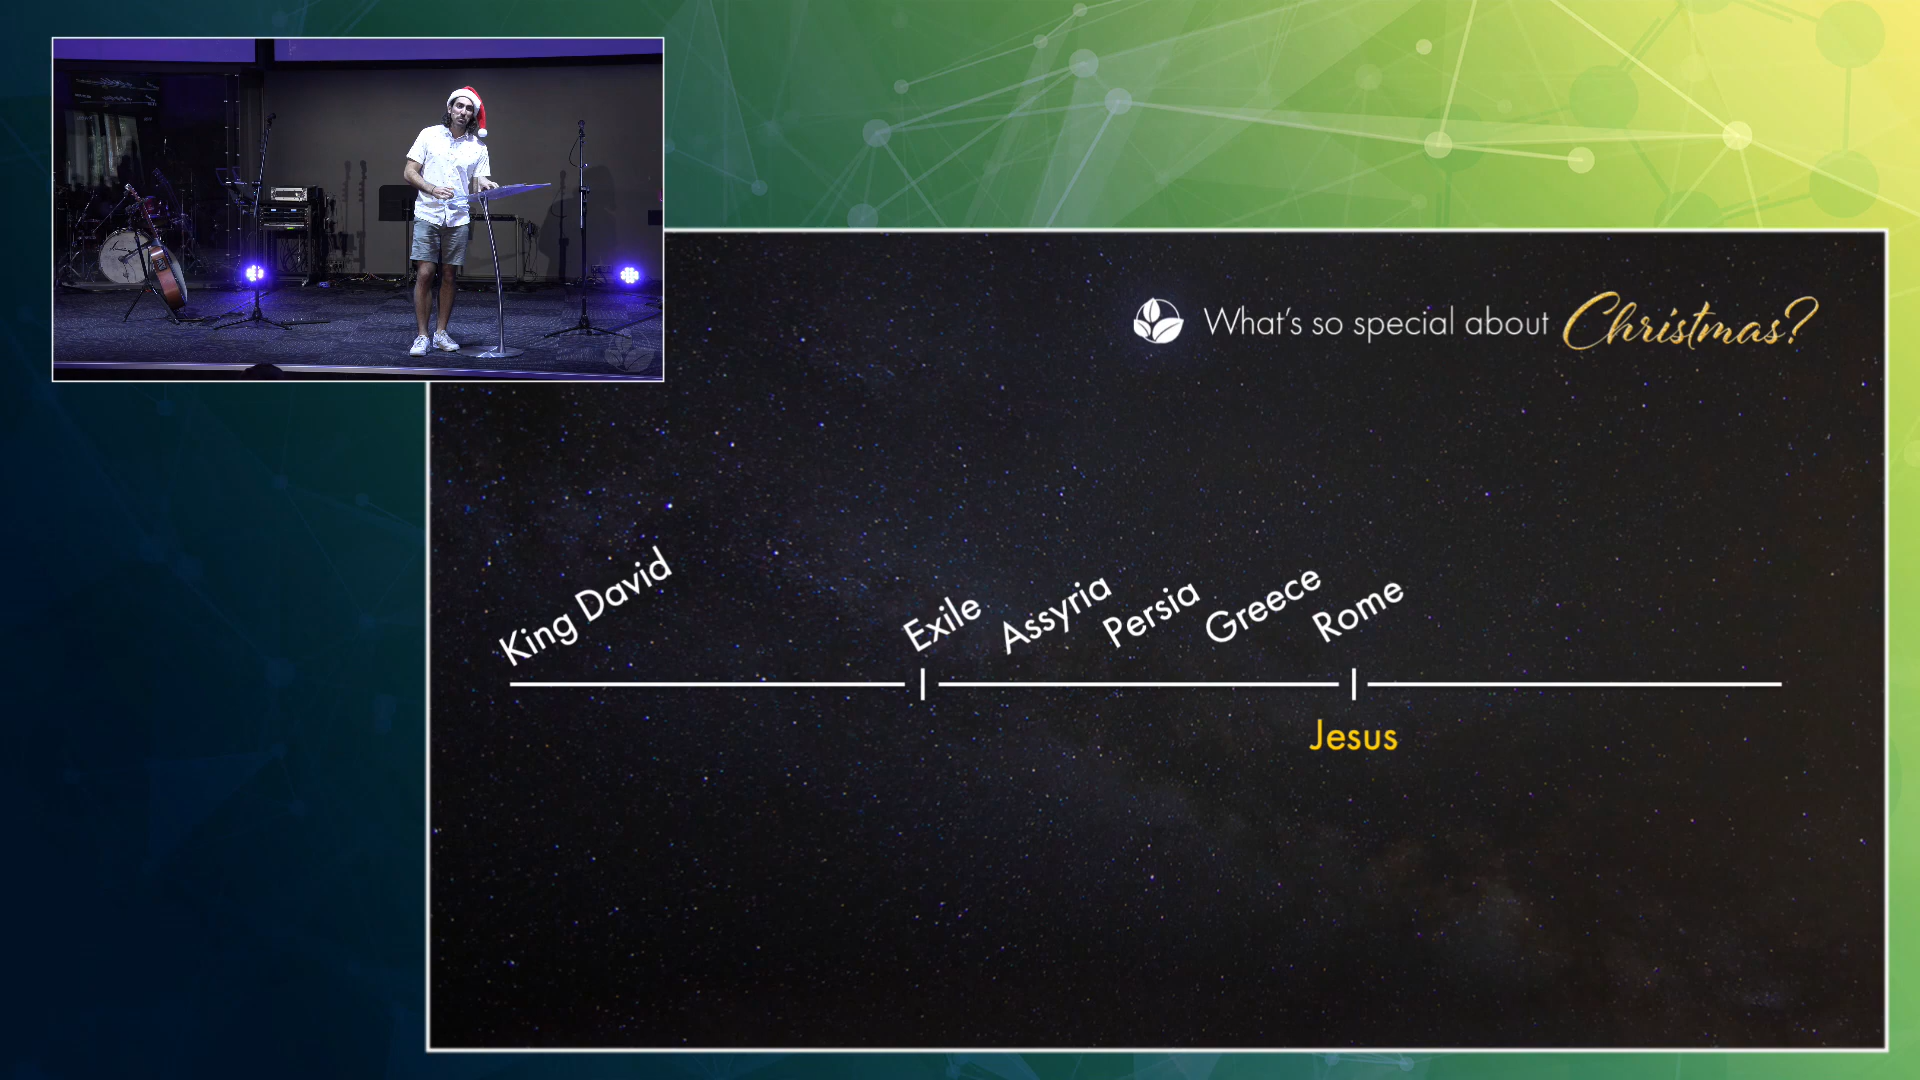 What's so special about Christmas?
King David
Exile
Assyria
Persia
Greece
Rome
Jesus